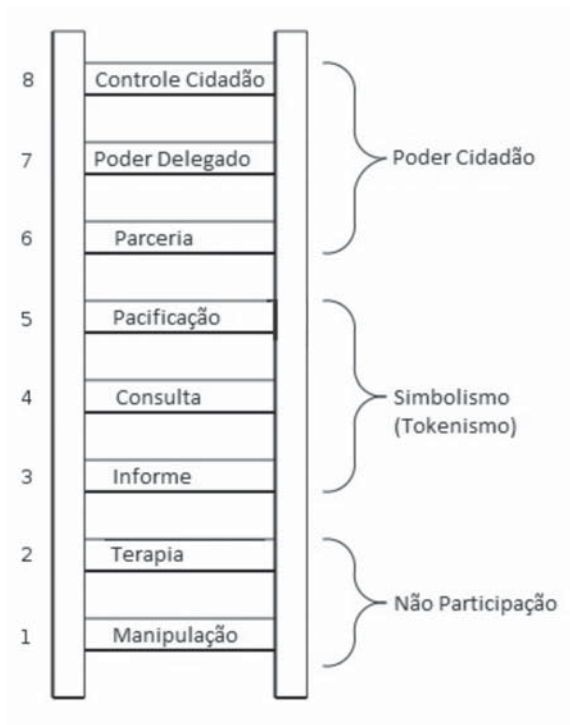 8 Controle Cidadão
7 Poder Delegado
Poder Cidadão
6 Parceria
5 Pacificação
4 Consulta
Simbolismo
(Tokenismo)
3 Informe
2 Terapia
Não Participação
1 Manipulação